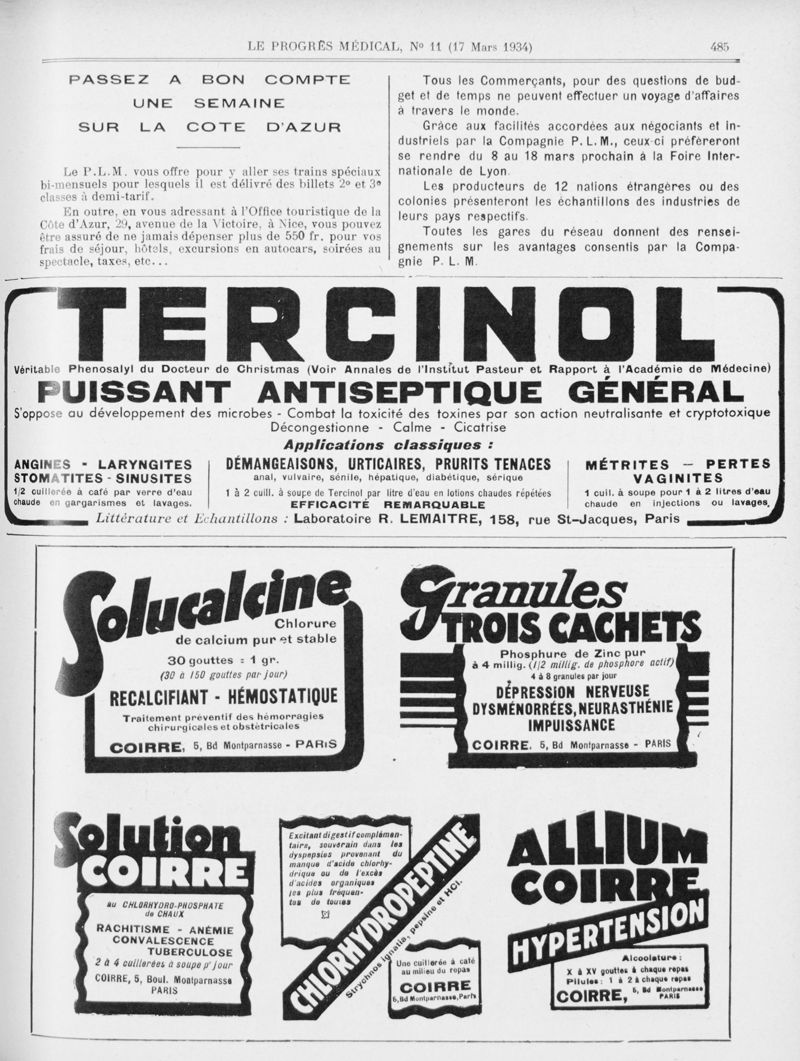 LE PROGRÈS MÉDICAL, No 11 (17 Mars 1934)
485
PASSEZ A BON COMPTE
UNE SEMAINE
SUR LA COTE D'AZUR
Le P.L.M. vous offre pour y aller ses trains spéciaux
bi-mensuels pour lesquels il est délivré des billets 2e et 3e
classes à demi-tarif.
En outre, en vous adressant à l'Office touristique de la
Côte d'Azur, 29, avenue de la Victoire, à Nice, vous pouvez
être assuré de ne jamais dépenser plus de 550 fr. pour vos
frais de séjour, hôtels, excursions en autocars, soirées au
spectacle, taxes, etc...
Tous les Commerçants, pour des questions de bud-
get et de temps ne peuvent effectuer un voyage d'affaires
à travers le monde.
Grâce aux facilités accordées aux négociants et in-
dustriels par la Compagnie P. L. M., ceux-ci préfèreront
se rendre du 8 au 18 mars prochain à la Foire Inter-
nationale de Lyon.
Les producteurs de 12 nations étrangères ou des
colonies présenteront les échantillons des industries de
leurs pays respectifs.
Toutes les gares du réseau donnent des rensei-
gnements sur les avantages consentis par la Compa-
gnie P. L. M.
TERCINOL
Véritable Phenosalyl du Docteur de Christmas (Voir Annales de l'Institut Pasteur et Rapport à l'Académie de Médecine)
PUISSANT ANTISEPTIQUE GÉNÉRAL
S'oppose au développement des microbes - Combat la toxicité des toxines par son action neutralisante et cryptotoxique
Décongestionne - Calme - Cicatrise
Applications classiques :
ANGINES - LARYNGITES
STOMATITES - SINUSITES
1/2 cuillerée à café par verre d'eau
chaude en gargarismes et lavages.
DÉMANGEAISONS, URTICAIRES, PRURITS TENACES
anal, vulvaire, sénile, hépatique, diabétique, sérique
1 à 2 cuill. à soupe de Tercinol par litre d'eau en lotions chaudes répétées
EFFICACITÉ REMARQUABLE
MÉTRITES — PERTES
VAGINITES
1 cuil. à soupe pour 1 à 2 litres d'eau
chaude en injections ou lavages.
Littérature et Echantillons : Laboratoire R. LEMAITRE, 158, rue St-Jacques, Paris
Solucalcine
Chlorure
de calcium pur et stable
30 gouttes = 1 gr.
(30 à 150 gouttes par jour)
RECALCIFIANT - HÉMOSTATIQUE
Traitement préventif des hémorragies
chirurgicales et obstétricales
COIRRE, 5, Bd Montparnasse - PARIS
Granules
TROIS CACHETS
Phosphure de Zinc pur
à 4 millig. (1/2 millig. de phosphore actif)
4 à 8 granules par jour
DÉPRESSION NERVEUSE
DYSMÉNORRÉES, NEURASTHÉNIE
IMPUISSANCE
COIRRE, 5, Bd Montparnasse - PARIS
Solution
COIRRE
au CHLORHYDRO-PHOSPHATE
de CHAUX
RACHITISME - ANÉMIE
CONVALESCENCE
TUBERCULOSE
2 à 4 cuillerées à soupe pr jour
COIRRE, 5, Boul. Montparnasse
PARIS
Excitant digestif complémen-
taire, souverain dans les
dyspepsies provenant du
manque d'acide chlorhy-
drique ou de l'excès
d'acides organiques
les plus fréquen-
tes de toutes
CHLORHYDROPEPTINE
Strychnos ignatia, pepsine et HCl.
Une cuillerée à café
au milieu du repas
COIRRE
5, Bd Montparnasse, Paris
ALLIUM
COIRRE
HYPERTENSION
Alcoolature :
X à XV gouttes à chaque repas
Pilules : 1 à 2 à chaque repas
COIRRE, 5, Bd Montparnasse
PARIS